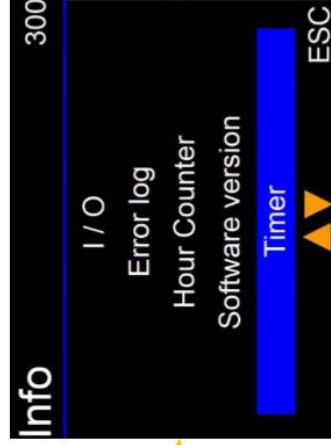 Info 300
I / O
Error log
Hour Counter
Software version
Timer
ESC